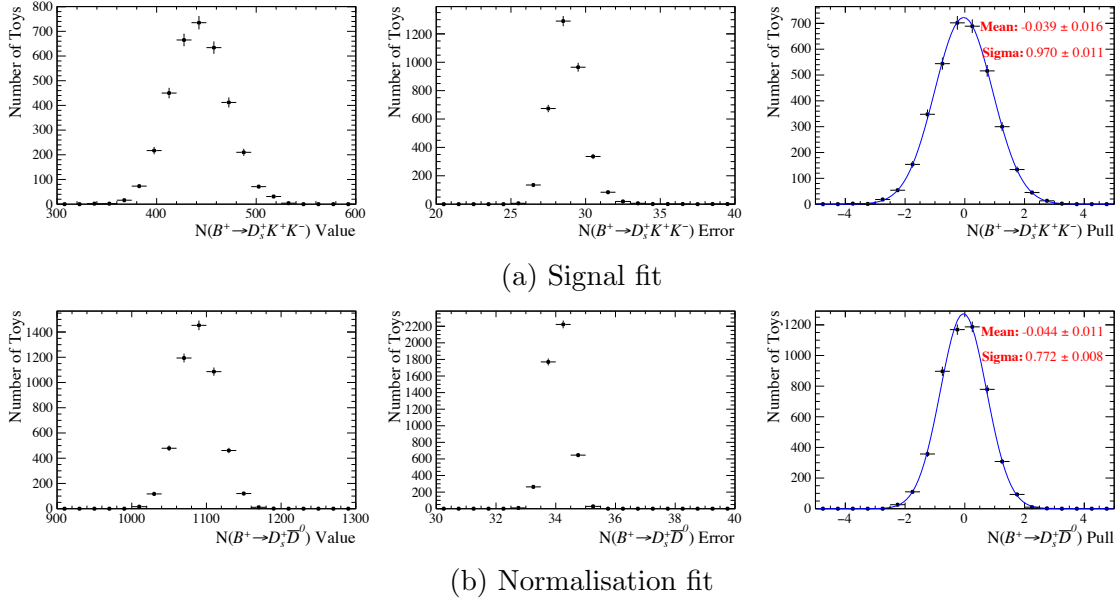 Number of Toys
800
700
600
500
400
300
200
100
0
300 400 500 600
N(B⁺→D_s⁺K⁺K⁻) Value
Number of Toys
1400
1200
1000
800
600
400
200
0
20 25 30 35 40
N(B⁺→D_s⁺K⁺K⁻) Error
Number of Toys
700
600
500
400
300
200
100
0
−4 −2 0 2 4
N(B⁺→D_s⁺K⁺K⁻) Pull
Mean: -0.039 ± 0.016
Sigma: 0.970 ± 0.011
(a) Signal fit
Number of Toys
1400
1200
1000
800
600
400
200
0
900 1000 1100 1200 1300
N(B⁺→D_s⁺D̅⁰) Value
Number of Toys
2200
2000
1800
1600
1400
1200
1000
800
600
400
200
0
30 32 34 36 38 40
N(B⁺→D_s⁺D̅⁰) Error
Number of Toys
1200
1000
800
600
400
200
0
−4 −2 0 2 4
N(B⁺→D_s⁺D̅⁰) Pull
Mean: -0.044 ± 0.011
Sigma: 0.772 ± 0.008
(b) Normalisation fit